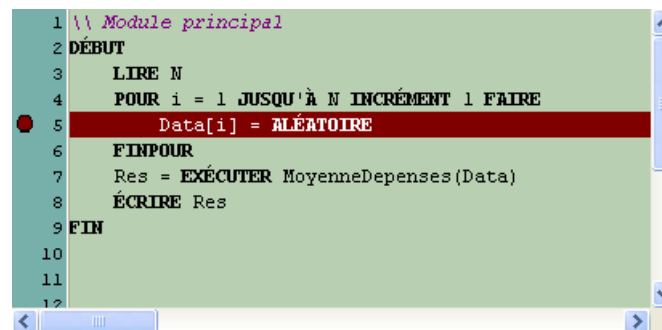 1 \\ Module principal
2 DÉBUT
3 LIRE N
4 POUR i = 1 JUSQU'À N INCRÉMENT 1 FAIRE
5 Data[i] = ALÉATOIRE
6 FINPOUR
7 Res = EXÉCUTER MoyenneDepenses(Data)
8 ÉCRIRE Res
9 FIN
10
11
12